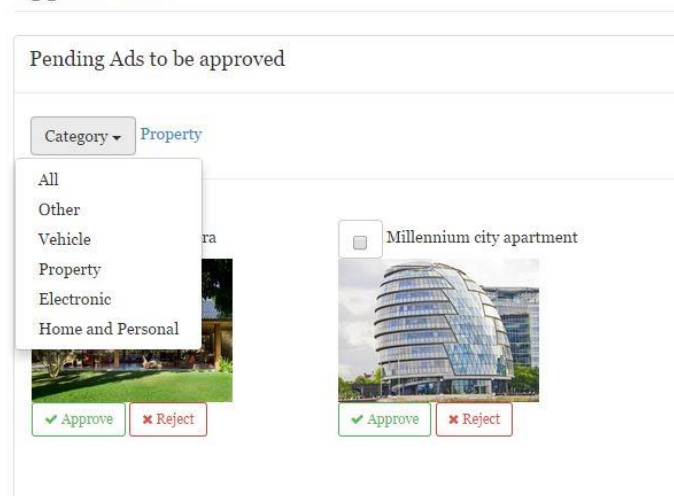 Pending Ads to be approved
Category Property
All
Other
Vehicle
Property
Electronic
Home and Personal
ra
Millennium city apartment
Approve Reject
Approve Reject